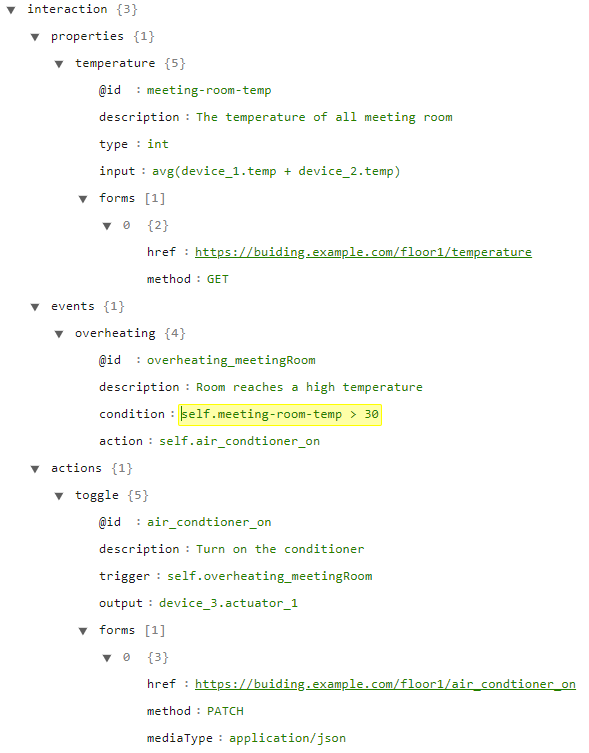 interaction {3}
properties {1}
temperature {5}
@id : meeting-room-temp
description : The temperature of all meeting room
type : int
input : avg(device_1.temp + device_2.temp)
forms [1]
0 {2}
href : https://buiding.example.com/floor1/temperature
method : GET
events {1}
overheating {4}
@id : overheating_meetingRoom
description : Room reaches a high temperature
condition : self.meeting-room-temp > 30
action : self.air_condtioner_on
actions {1}
toggle {5}
@id : air_condtioner_on
description : Turn on the conditioner
trigger : self.overheating_meetingRoom
output : device_3.actuator_1
forms [1]
0 {3}
href : https://buiding.example.com/floor1/air_condtioner_on
method : PATCH
mediaType : application/json